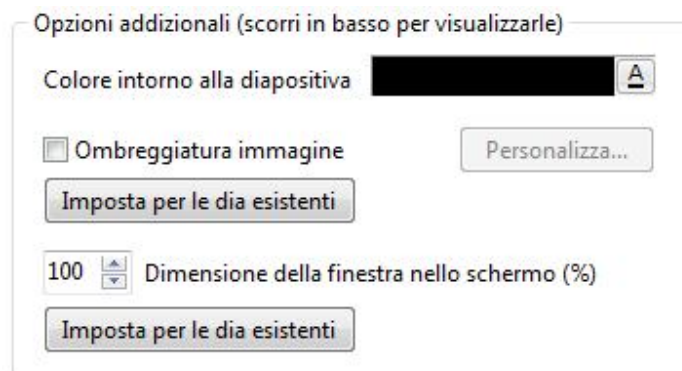 Opzioni addizionali (scorri in basso per visualizzarle)
Colore intorno alla diapositiva A
Ombreggiatura immagine Personalizza...
Imposta per le dia esistenti
100 Dimensione della finestra nello schermo (%)
Imposta per le dia esistenti